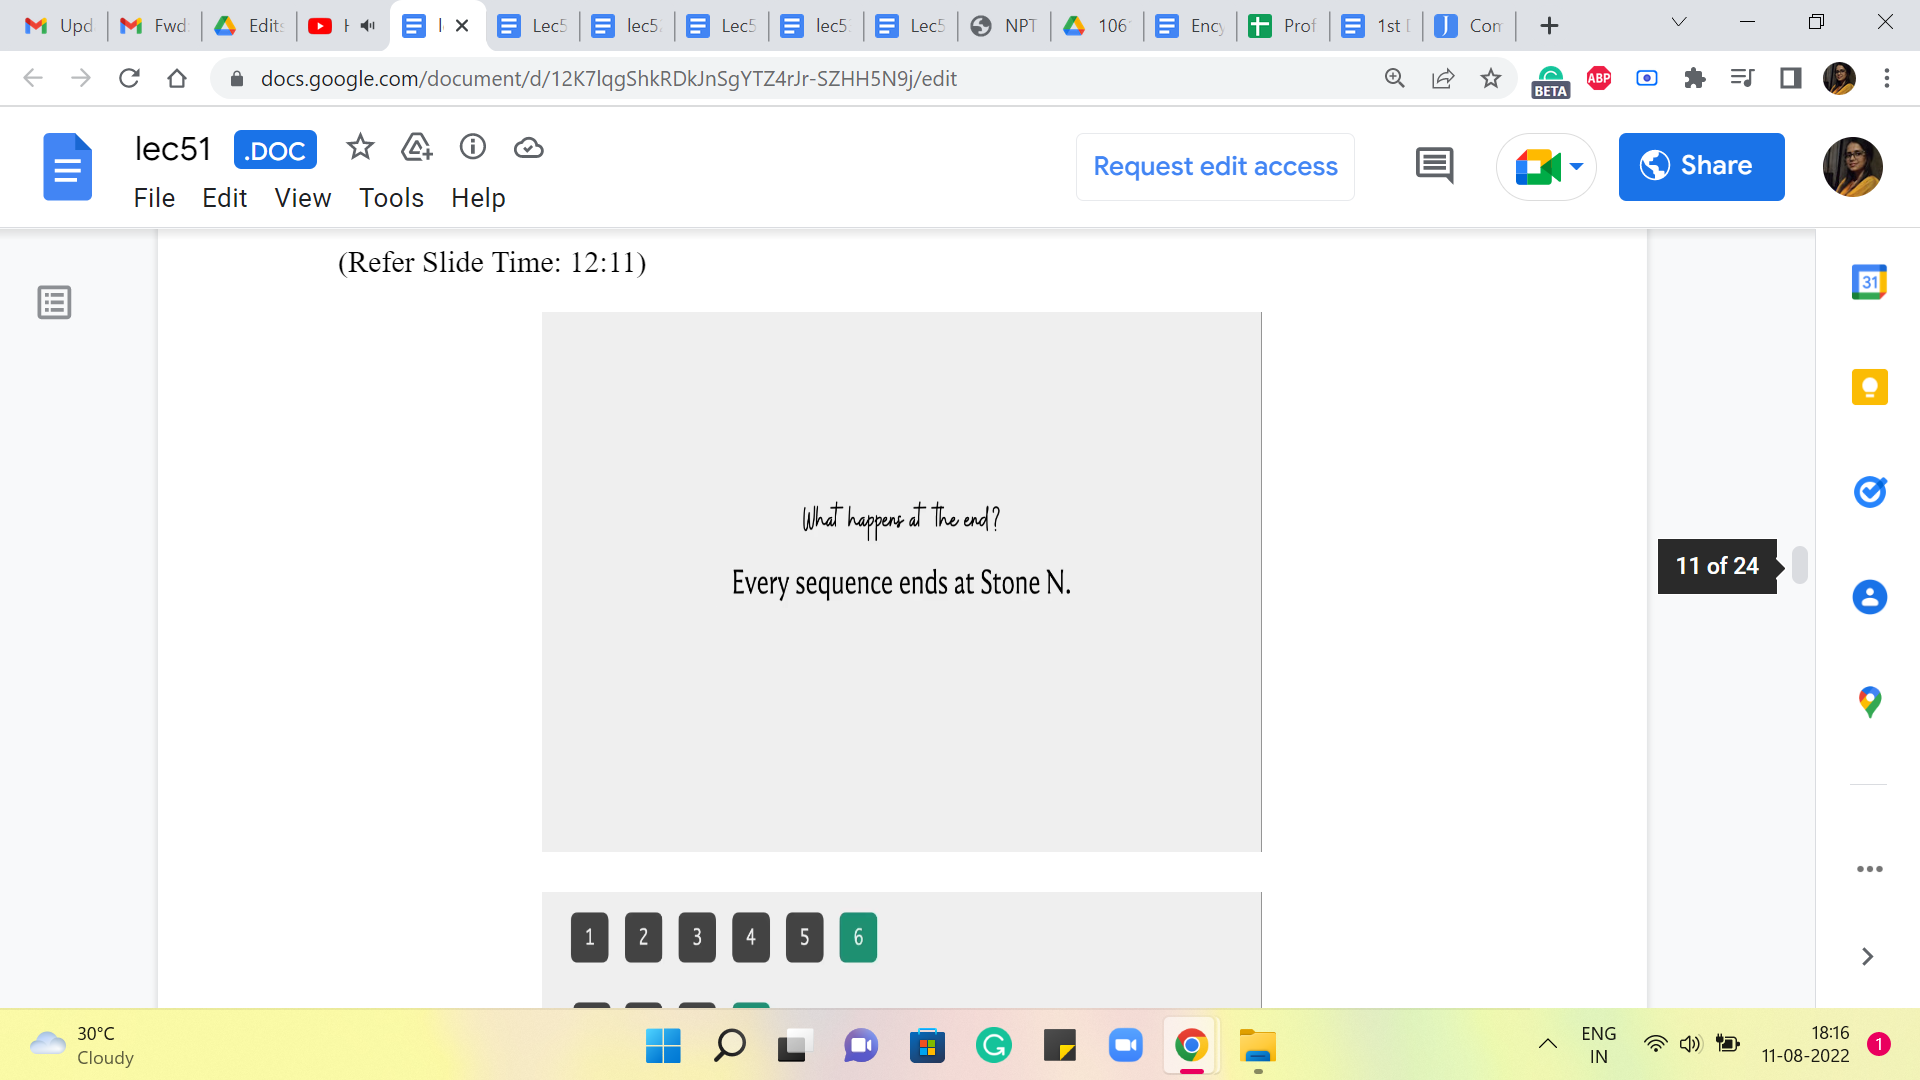 Upd
Fwd
Edits
lec5
Lec5
lec5
Lec5
NPT
106
Ency
Prof
1st
Com
docs.google.com/document/d/12K7lqgShkRDkJnSgYTZ4rJr-SZHH5N9j/edit
BETA
ABP
lec51
.DOC
Request edit access
Share
File Edit View Tools Help
31
(Refer Slide Time: 12:11)
What happens at the end?
Every sequence ends at Stone N.
11 of 24
1 2 3 4 5 6
30°C
Cloudy
ENG
IN
18:16
11-08-2022
1